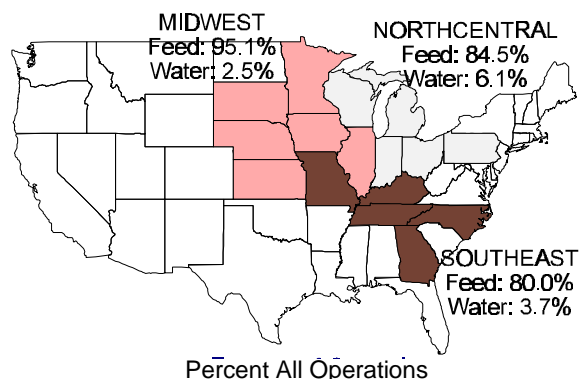 MIDWEST
Feed: 95.1%
Water: 2.5%
NORTHCENTRAL
Feed: 84.5%
Water: 6.1%
SOUTHEAST
Feed: 80.0%
Water: 3.7%
Percent All Operations